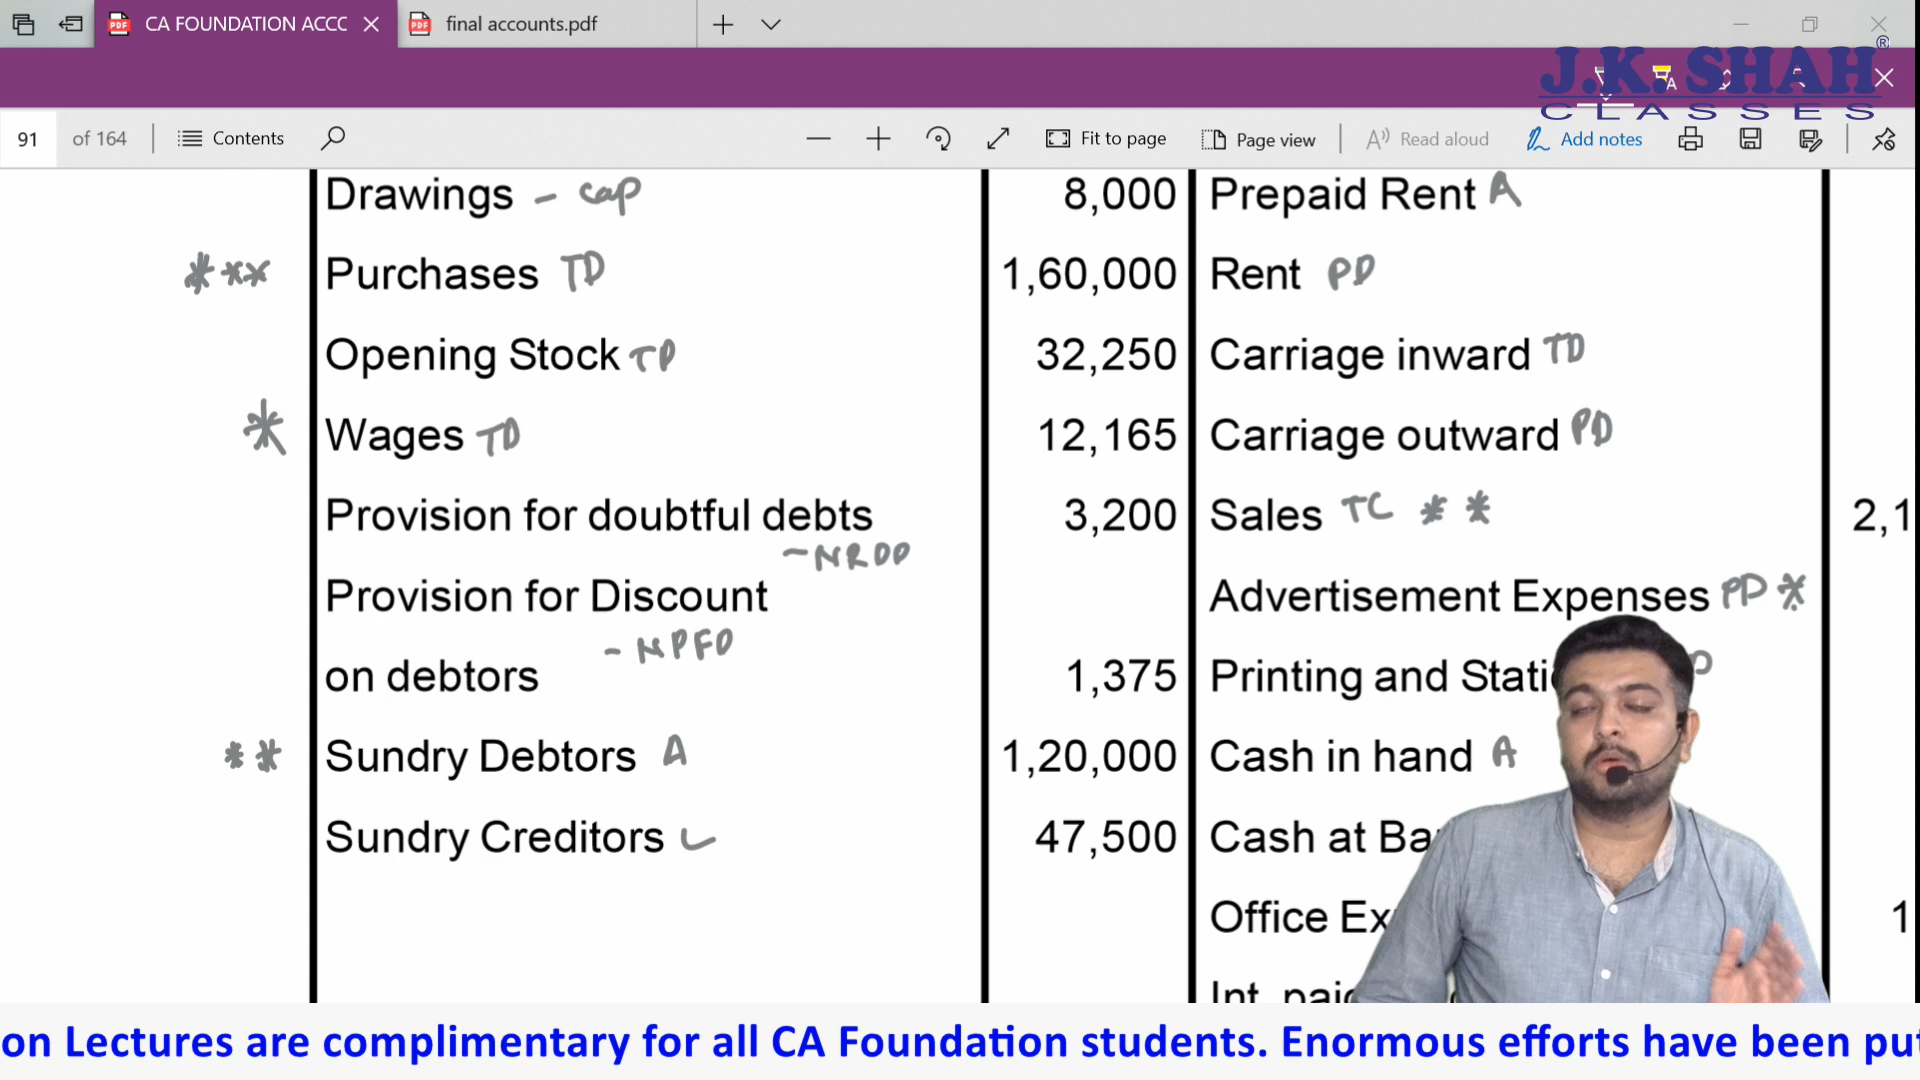 CA FOUNDATION ACCC
final accounts.pdf
J.K. SHAH®
CLASSES
91 of 164 Contents Fit to page Page view Read aloud Add notes
Drawings - cap 8,000 Prepaid Rent A
*** Purchases TD 1,60,000 Rent PD
Opening Stock TD 32,250 Carriage inward TD
* Wages TD 12,165 Carriage outward PD
Provision for doubtful debts 3,200 Sales TC ** 2,1
- NRDD
Provision for Discount Advertisement Expenses PD *
- NPFD
on debtors 1,375 Printing and Stati
** Sundry Debtors A 1,20,000 Cash in hand A
Sundry Creditors L 47,500 Cash at Ba
Office Ex 1
Int. paid
on Lectures are complimentary for all CA Foundation students. Enormous efforts have been put